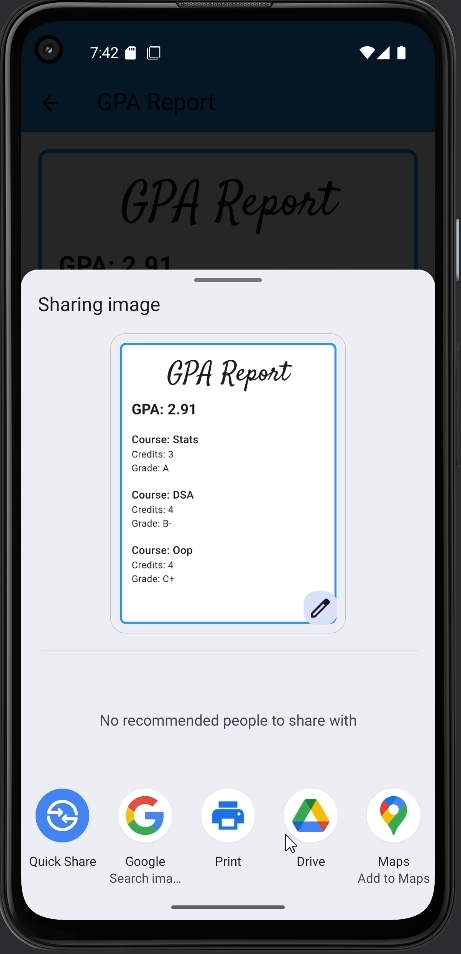 7:42
GPA Report
GPA Report
GPA: 2.91
Sharing image
GPA Report
GPA: 2.91
Course: Stats
Credits: 3
Grade: A
Course: DSA
Credits: 4
Grade: B-
Course: Oop
Credits: 4
Grade: C+
No recommended people to share with
Quick Share Google Print Drive Maps
Search ima... Add to Maps